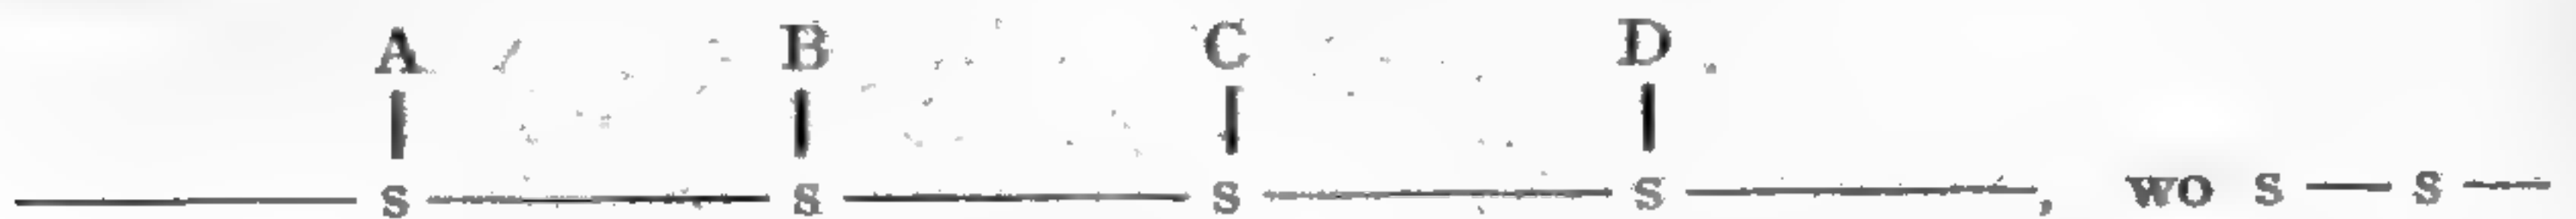 A B C D
— S — S — S — S —, wo S — S —